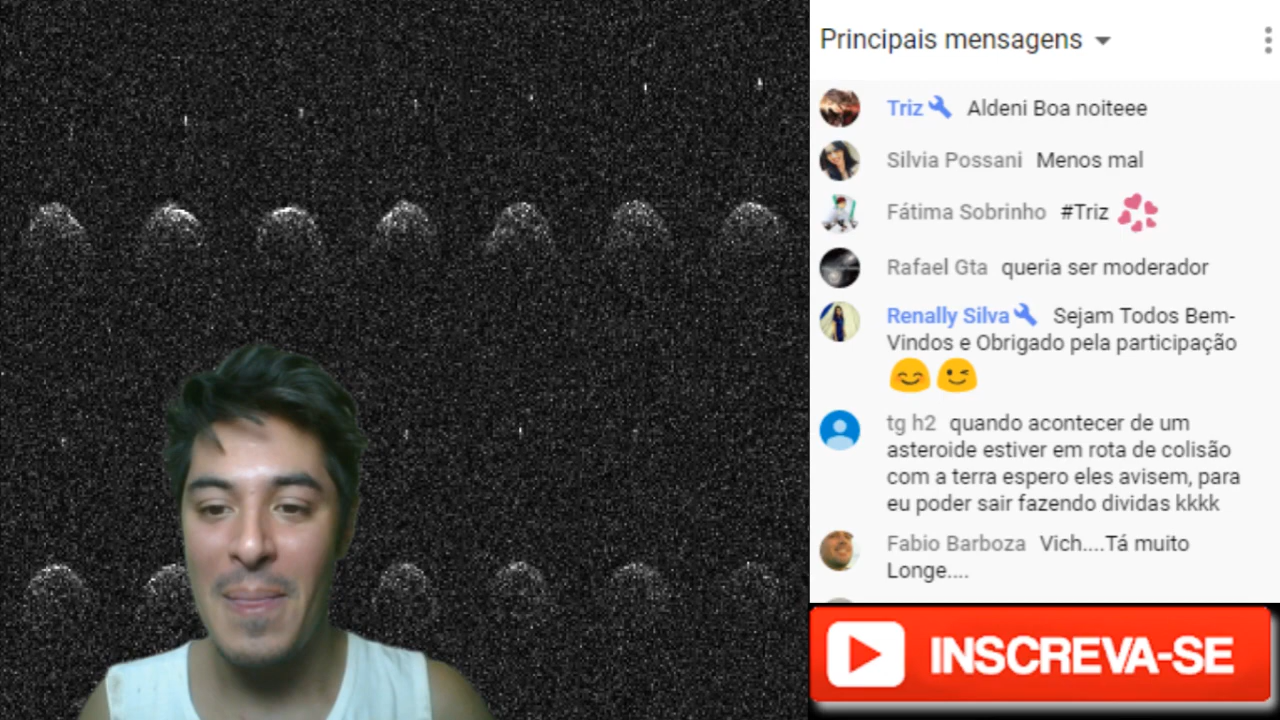 Principais mensagens
Triz Aldeni Boa noiteee
Silvia Possani Menos mal
Fátima Sobrinho #Triz
Rafael Gta queria ser moderador
Renally Silva Sejam Todos Bem-
Vindos e Obrigado pela participação
tg h2 quando acontecer de um
asteroide estiver em rota de colisão
com a terra espero eles avisem, para
eu poder sair fazendo dividas kkkk
Fabio Barboza Vich....Tá muito
Longe....
INSCREVA-SE